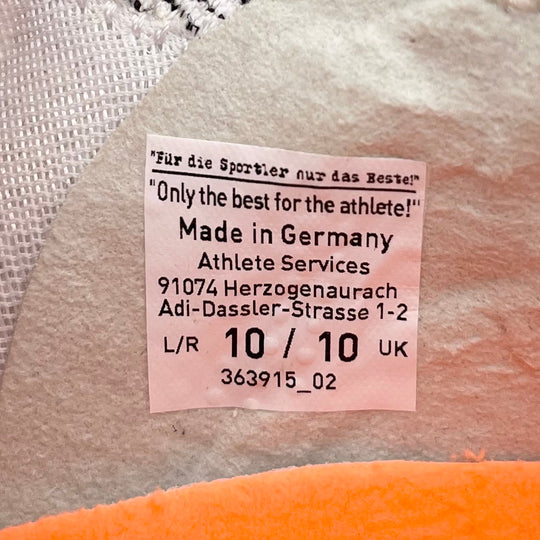 "Für die Sportler nur das Beste!"
"Only the best for the athlete!"
Made in Germany
Athlete Services
91074 Herzogenaurach
Adi-Dassler-Strasse 1-2
L/R 10 / 10 UK
363915_02